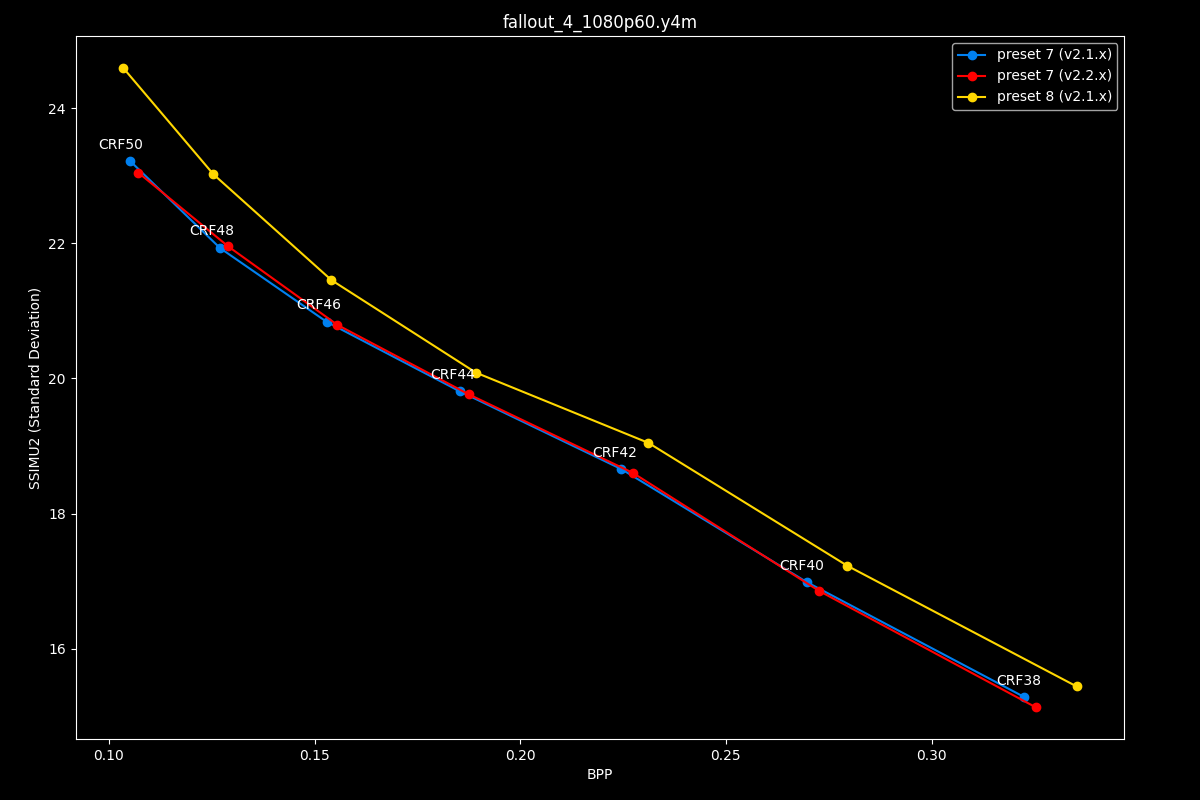 fallout_4_1080p60.y4m
preset 7 (v2.1.x)
preset 7 (v2.2.x)
preset 8 (v2.1.x)
CRF50
CRF48
CRF46
CRF44
CRF42
CRF40
CRF38
SSIMU2 (Standard Deviation)
24
22
20
18
16
0.10 0.15 0.20 0.25 0.30
BPP